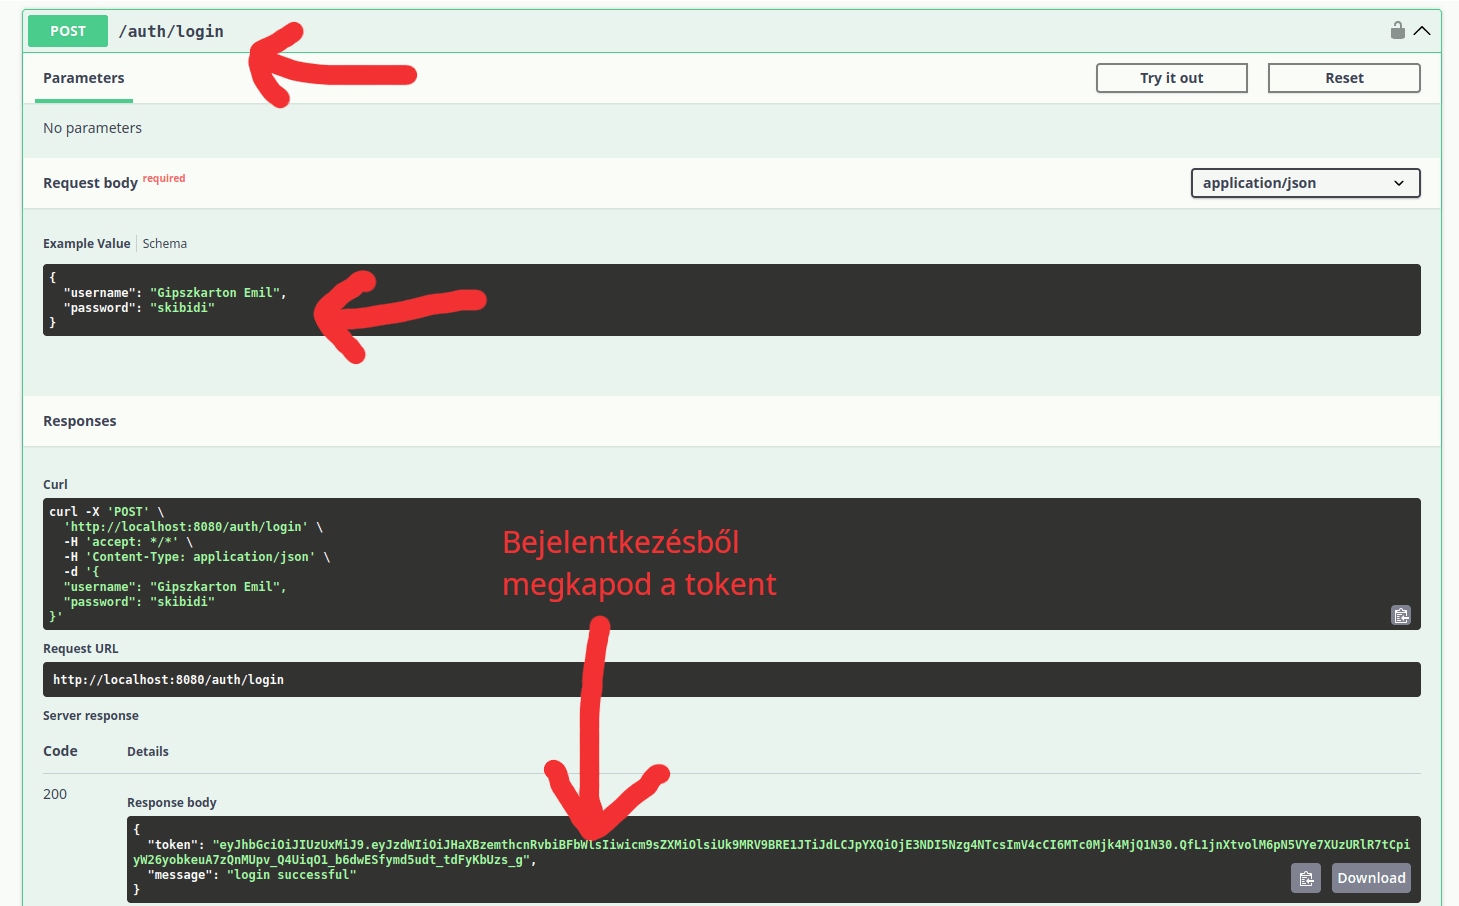 POST /auth/login
Parameters
Try it out
Reset
No parameters
Request body required
application/json
Example Value
Schema
{
"username": "Gipszkarton Emil",
"password": "skibidi"
}
Responses
Curl
curl -X 'POST' \
'http://localhost:8080/auth/login' \
-H 'accept: */*' \
-H 'Content-Type: application/json' \
-d '{
"username": "Gipszkarton Emil",
"password": "skibidi"
}'
Bejelentkezésből
megkapod a tokent
Request URL
http://localhost:8080/auth/login
Server response
Code
Details
200
Response body
{
"token":
"message": "login successful"
}
Download